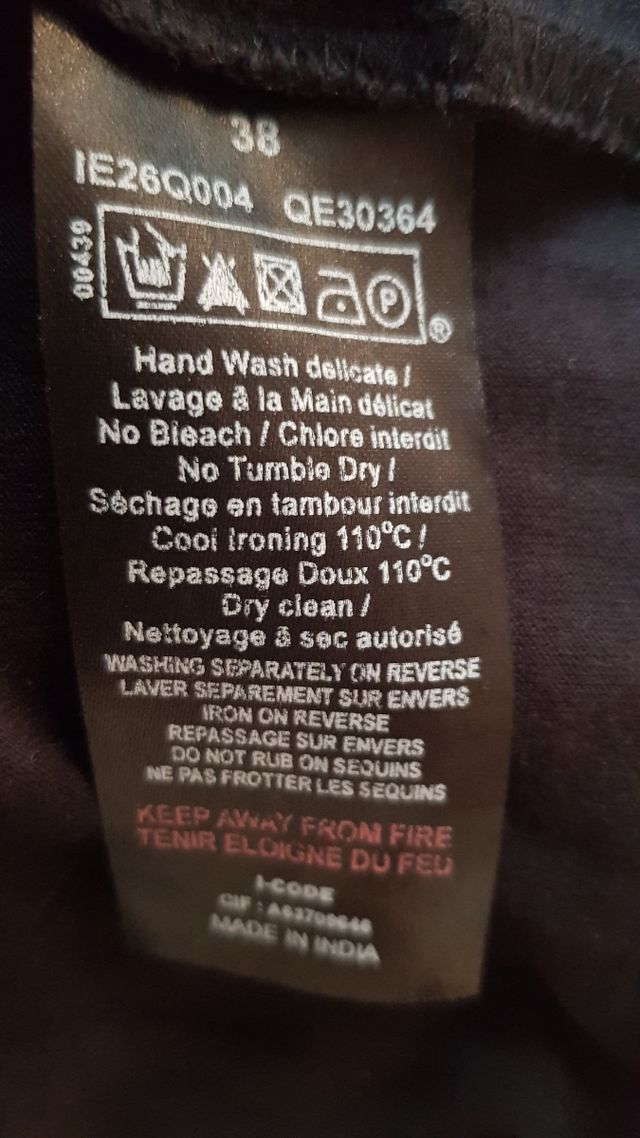 38
IE26Q004 QE30364
00439
P
®
Hand Wash delicate /
Lavage à la Main délicat
No Bleach / Chlore interdit
No Tumble Dry /
Séchage en tambour interdit
Cool Ironing 110°C /
Repassage Doux 110°C
Dry clean /
Nettoyage à sec autorisé
WASHING SEPARATELY ON REVERSE
LAVER SEPAREMENT SUR ENVERS
IRON ON REVERSE
REPASSAGE SUR ENVERS
DO NOT RUB ON SEQUINS
NE PAS FROTTER LES SEQUINS
KEEP AWAY FROM FIRE
TENIR ELOIGNE DU FEU
I-CODE
CIF :
MADE IN INDIA